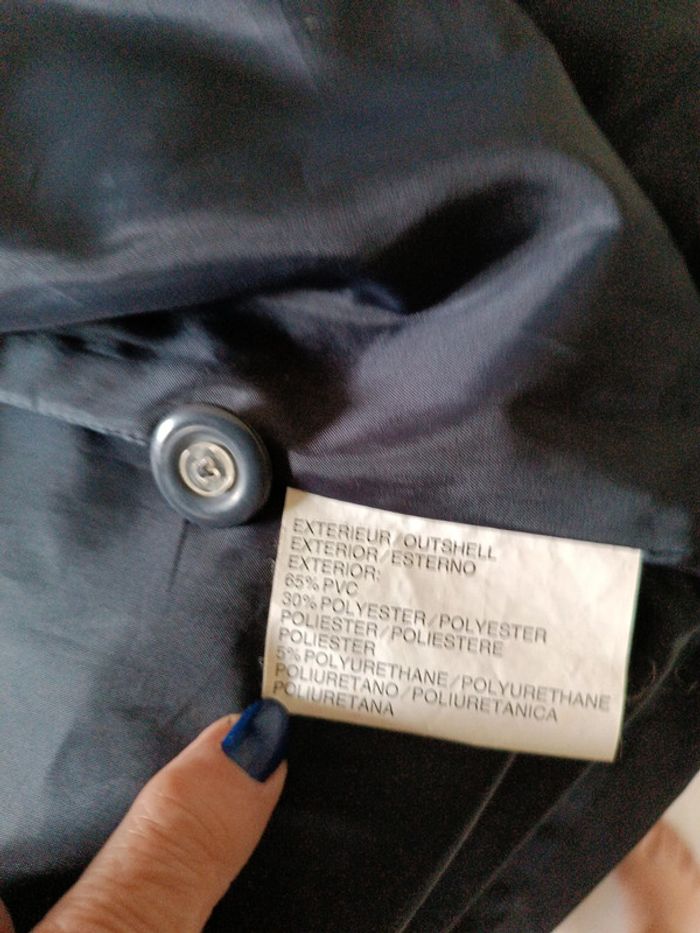 EXTERIEUR/OUTSHELL
EXTERIOR/ESTERNO
EXTERIOR:
65% PVC
30% POLYESTER/POLYESTER
POLIESTER/POLIESTERE
POLIESTER
5% POLYURETHANE/POLYURETHANE
POLIURETANO/POLIURETANICA
POLIURETANA